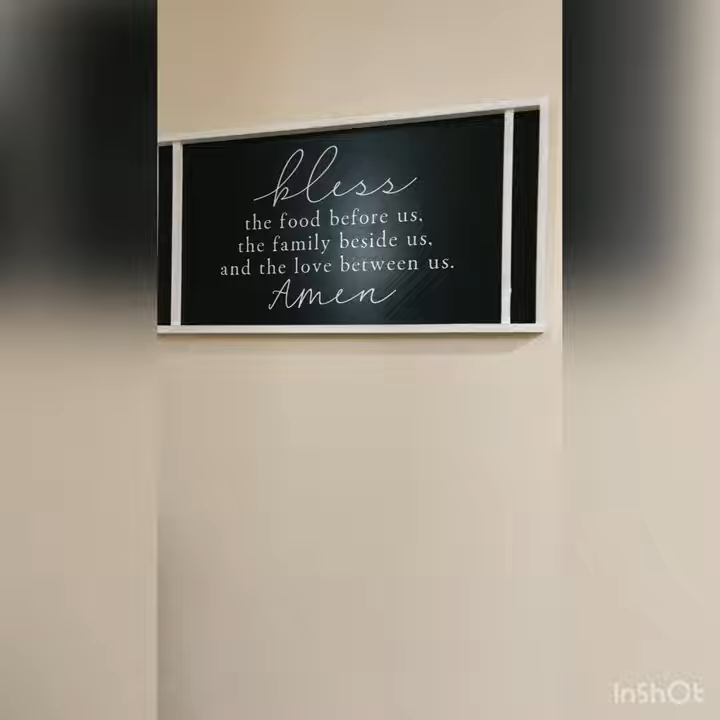 bless
the food before us,
the family beside us,
and the love between us.
Amen
InShOt